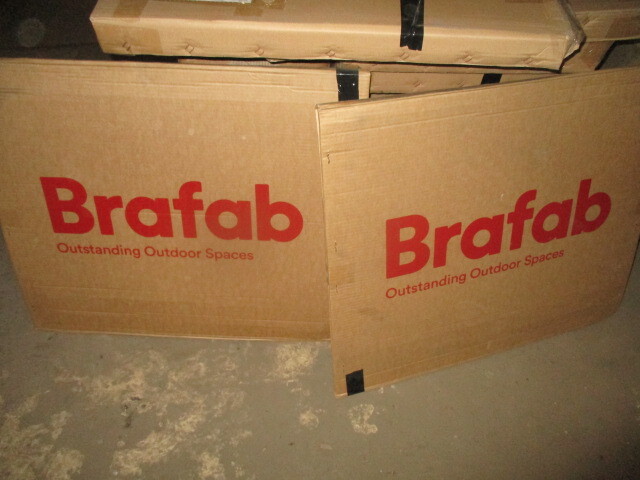 Brafab
Outstanding Outdoor Spaces
Brafab
Outstanding Outdoor Spaces